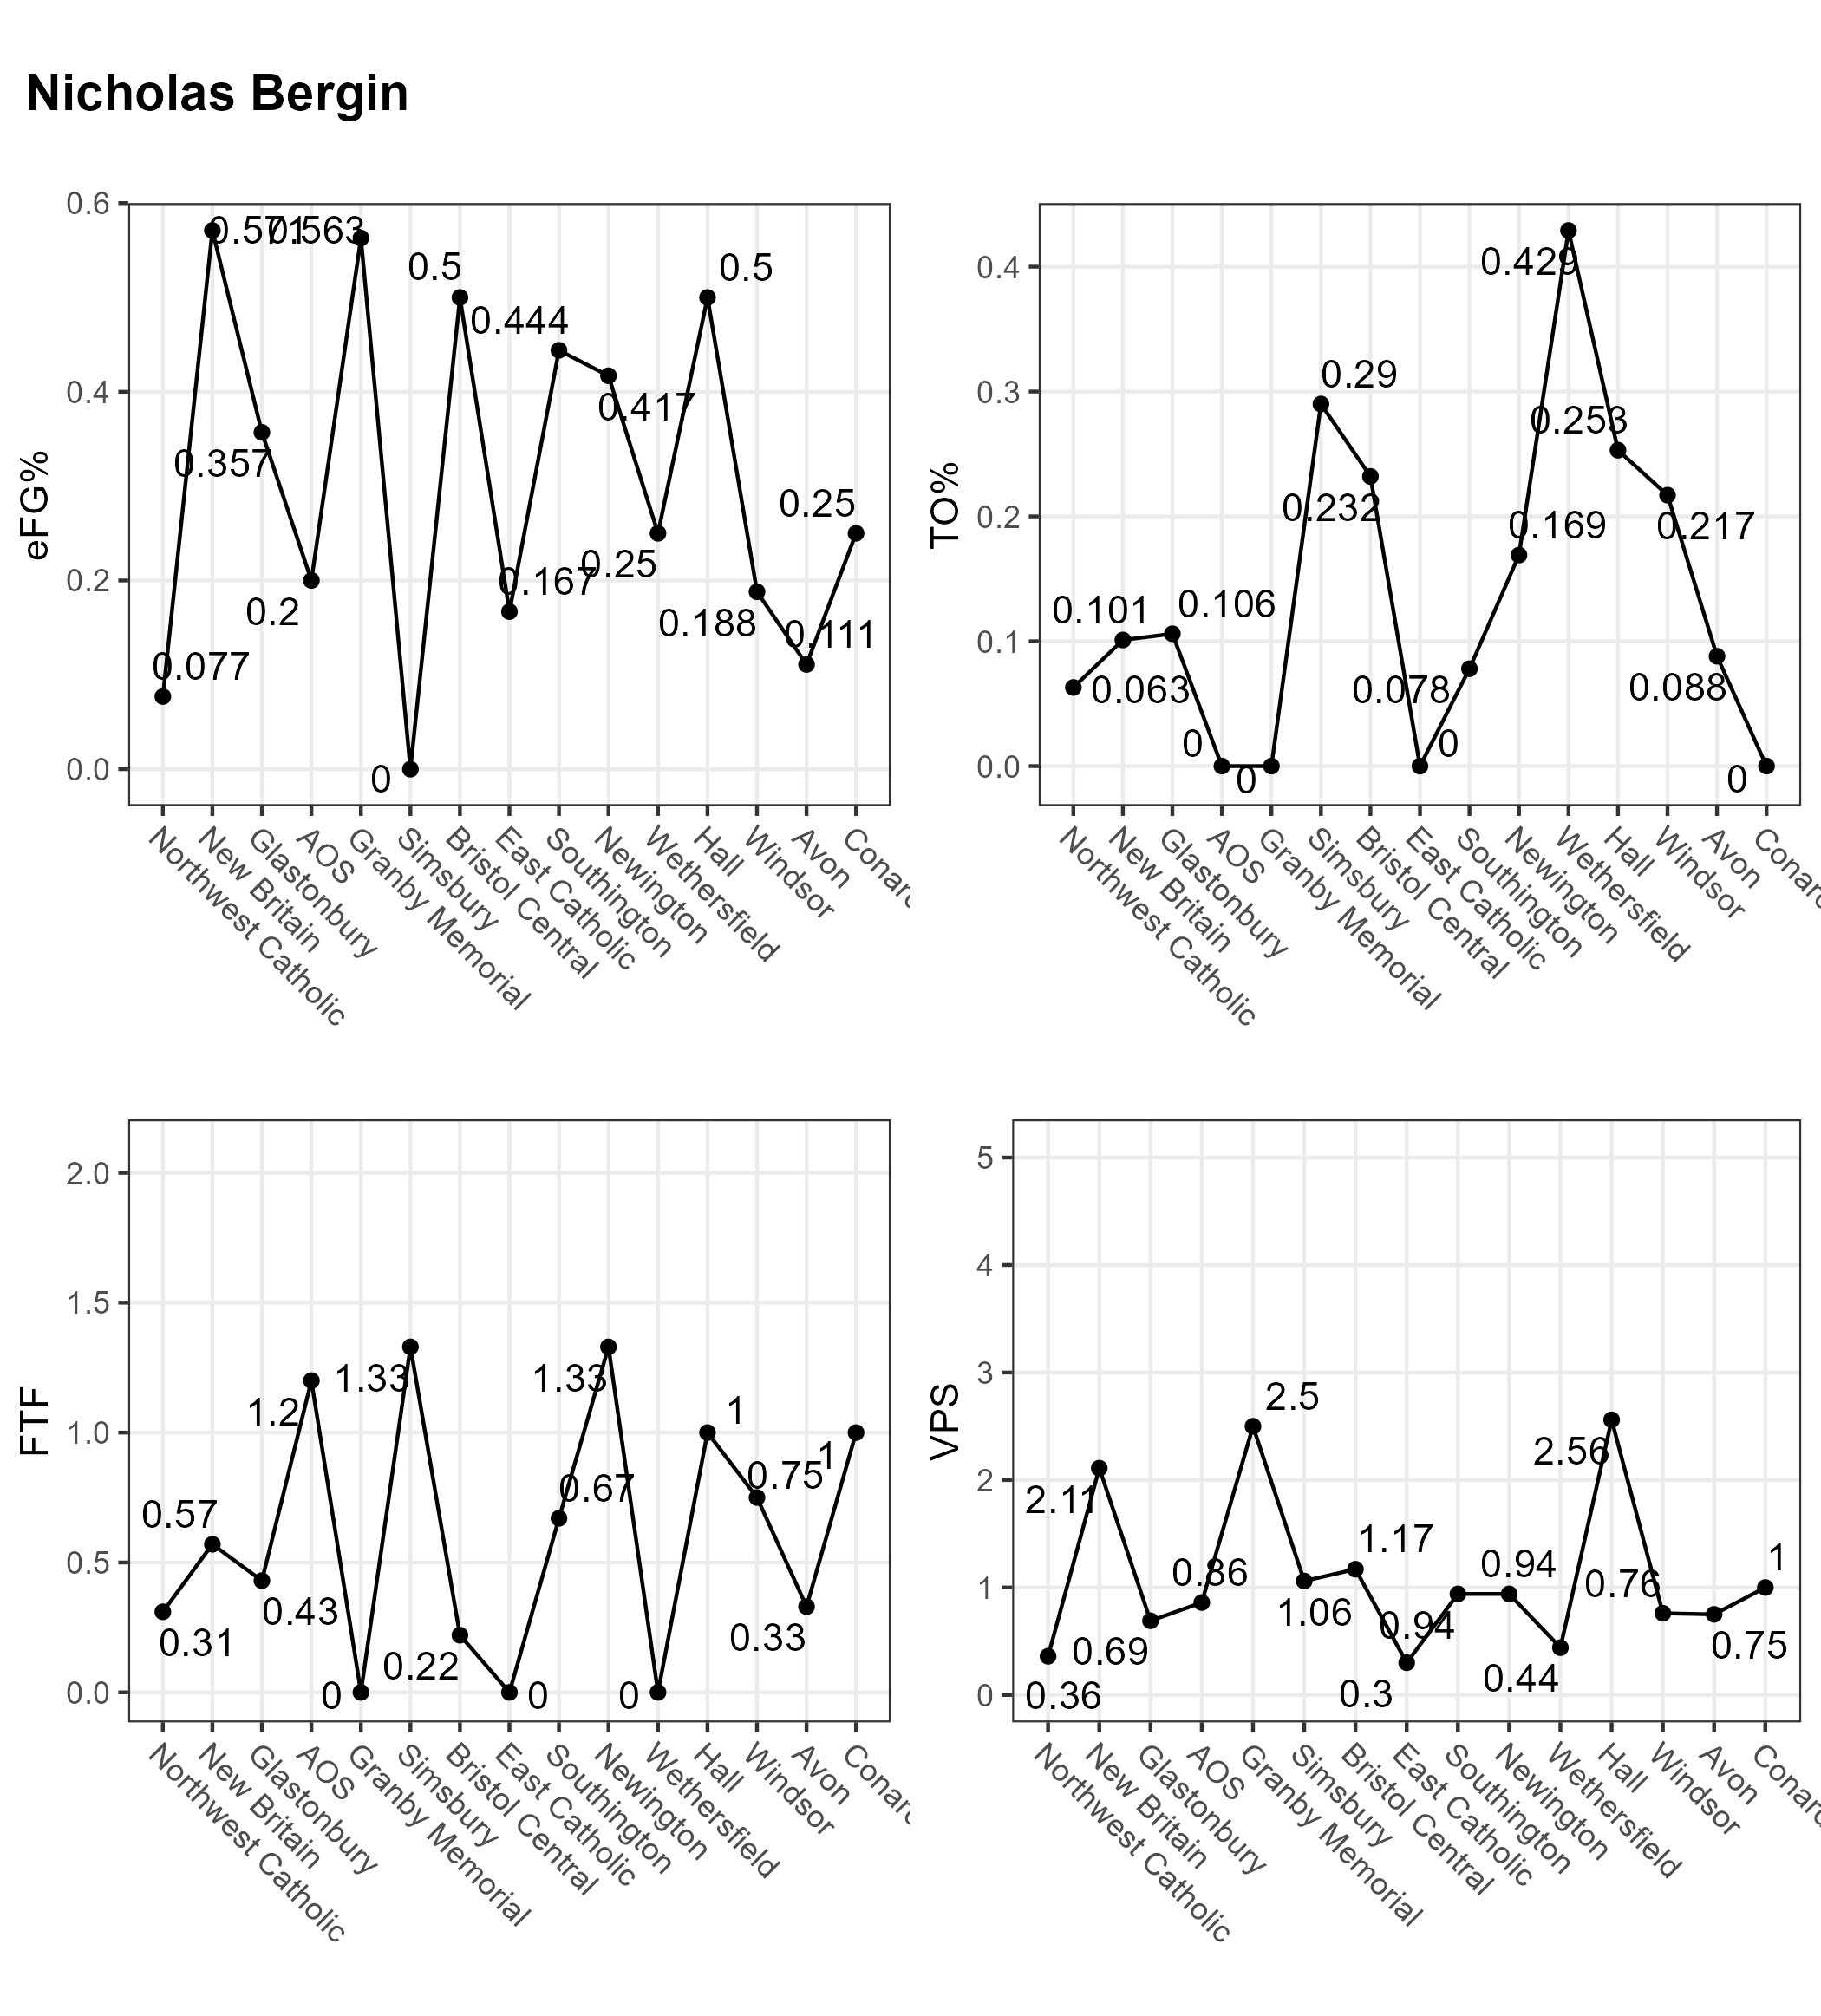 Nicholas Bergin
eFG%
0.6
0.4
0.2
0.0
0.077
0.571
0.357
0.2
0.563
0
0.5
0.167
0.444
0.417
0.25
0.5
0.188
0.111
0.25
Northwest Catholic
New Britain
Glastonbury
AOS
Granby Memorial
Simsbury
Bristol Central
East Catholic
Southington
Newington
Wethersfield
Hall
Windsor
Avon
Conar
TO%
0.4
0.3
0.2
0.1
0.0
0.063
0.101
0.106
0
0
0.29
0.232
0
0.078
0.169
0.429
0.253
0.217
0.088
0
Northwest Catholic
New Britain
Glastonbury
AOS
Granby Memorial
Simsbury
Bristol Central
East Catholic
Southington
Newington
Wethersfield
Hall
Windsor
Avon
Conar
FTF
2.0
1.5
1.0
0.5
0.0
0.31
0.57
0.43
1.2
0
1.33
0.22
0
0.67
1.33
0
1
0.75
0.33
1
Northwest Catholic
New Britain
Glastonbury
AOS
Granby Memorial
Simsbury
Bristol Central
East Catholic
Southington
Newington
Wethersfield
Hall
Windsor
Avon
Conar
VPS
5
4
3
2
1
0
0.36
2.11
0.69
0.86
2.5
1.06
1.17
0.3
0.94
0.94
0.44
2.56
0.76
0.75
1
Northwest Catholic
New Britain
Glastonbury
AOS
Granby Memorial
Simsbury
Bristol Central
East Catholic
Southington
Newington
Wethersfield
Hall
Windsor
Avon
Conar